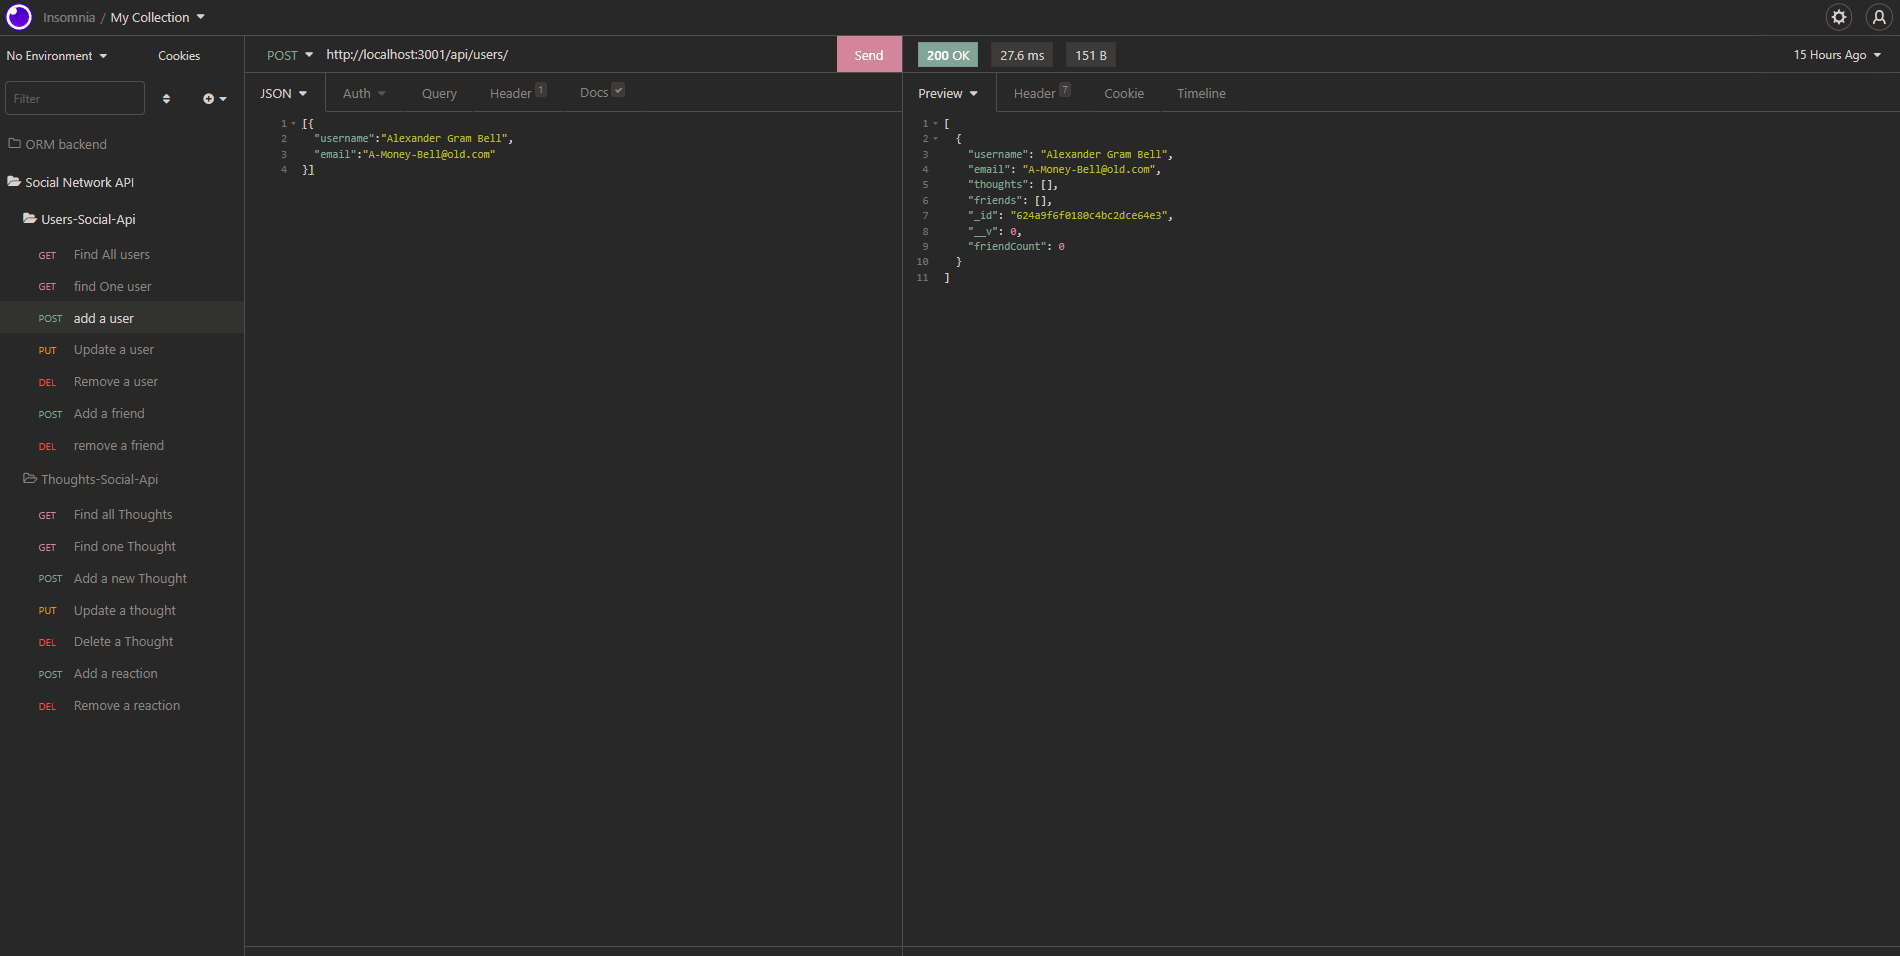 Insomnia / My Collection
No Environment
Cookies
Filter
ORM backend
Social Network API
Users-Social-Api
GET Find All users
GET find One user
POST add a user
PUT Update a user
DEL Remove a user
POST Add a friend
DEL remove a friend
Thoughts-Social-Api
GET Find all Thoughts
GET Find one Thought
POST Add a new Thought
PUT Update a thought
DEL Delete a Thought
POST Add a reaction
DEL Remove a reaction
POST http://localhost:3001/api/users/ Send
JSON Auth Query Header 1 Docs
1 [{
2 "username":"Alexander Gram Bell",
3 "email":"A-Money-Bell@old.com"
4 }]
200 OK 27.6 ms 151 B 15 Hours Ago
Preview Header 7 Cookie Timeline
1 [
2 {
3 "username": "Alexander Gram Bell",
4 "email": "A-Money-Bell@old.com",
5 "thoughts": [],
6 "friends": [],
7 "_id": "624a9f6f0180c4bc2dce64e3",
8 "__v": 0,
9 "friendCount": 0
10 }
11 ]